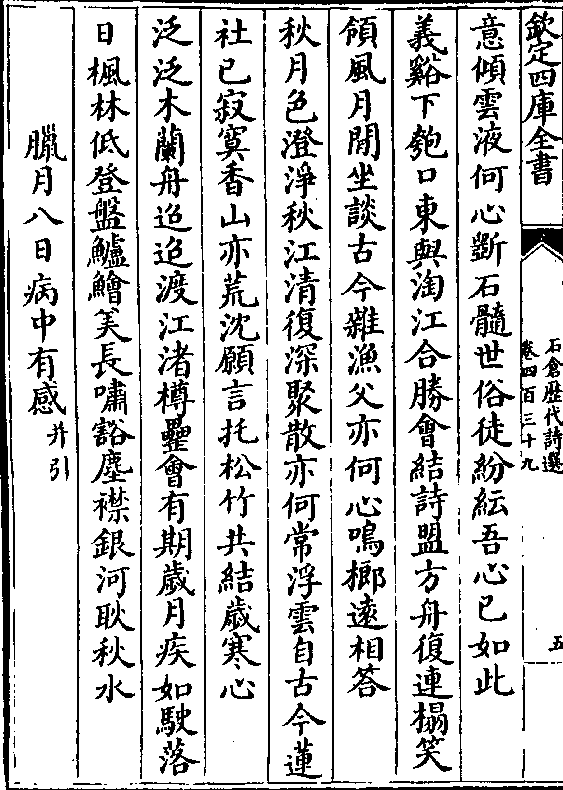 欽定四庫全書
石倉歷代詩選
卷四百三十九
五
意傾雲液何心斷石髓世俗徒紛紜吾心已如此
義谿下匏口東與淘江合勝會結詩盟方舟復連榻笑
領風月閒坐談古今雜漁父亦何心鳴榔遠相答
秋月色澄淨秋江清復深聚散亦何常浮雲自古今蓮
社已寂寞香山亦荒沈願言托松竹共結歲寒心
泛泛木蘭舟迢迢渡江渚樽罍會有期歲月疾如駛落
日楓林低登盤鱸鱠美長嘯豁塵襟銀河耿秋水
臘月八日病中有感并引